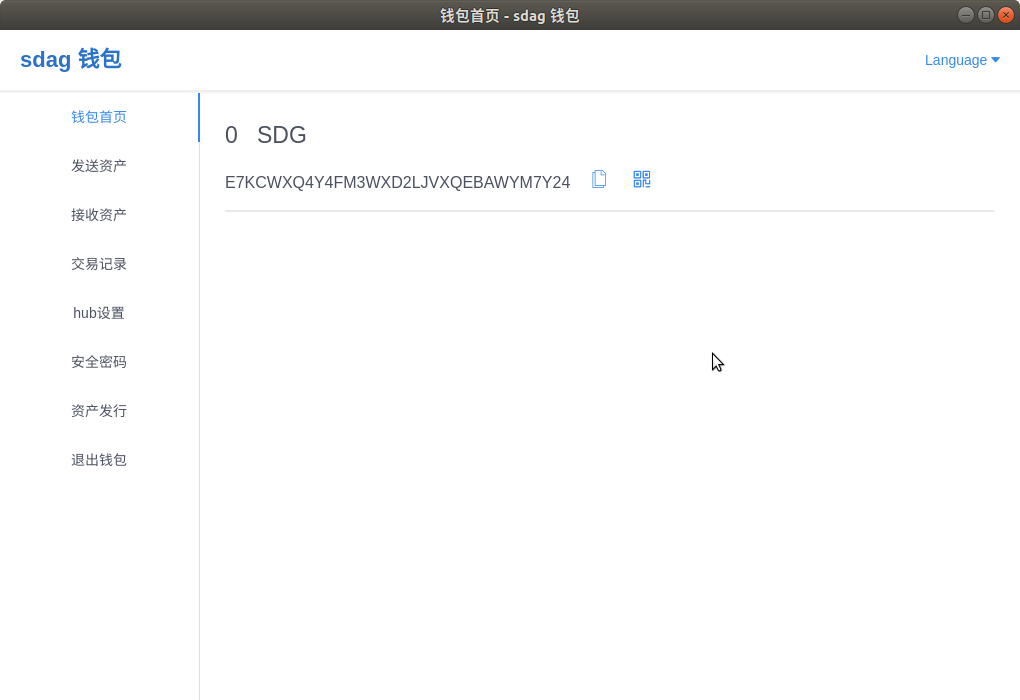 钱包首页 - sdag 钱包
sdag 钱包
Language
钱包首页
发送资产
接收资产
交易记录
hub设置
安全密码
资产发行
退出钱包
0 SDG
E7KCWXQ4Y4FM3WXD2LJVXQEBAWYM7Y24